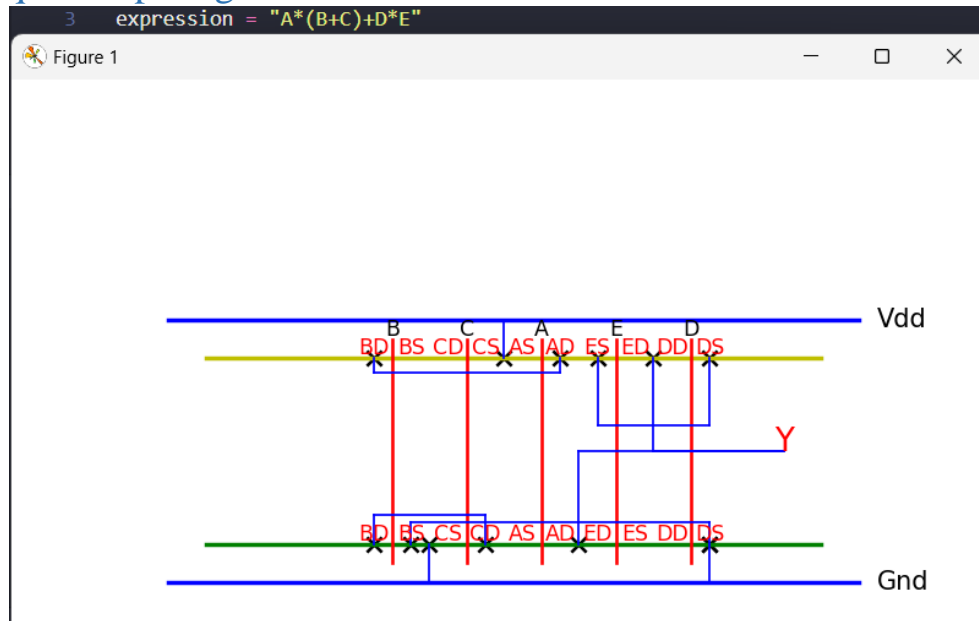 3 expression = "A*(B+C)+D*E"
Figure 1
Vdd
B C A E D
BD BS CD CS AS AD ES ED DD DS
Y
BD BS CS CD AS AD ED ES DD DS
Gnd